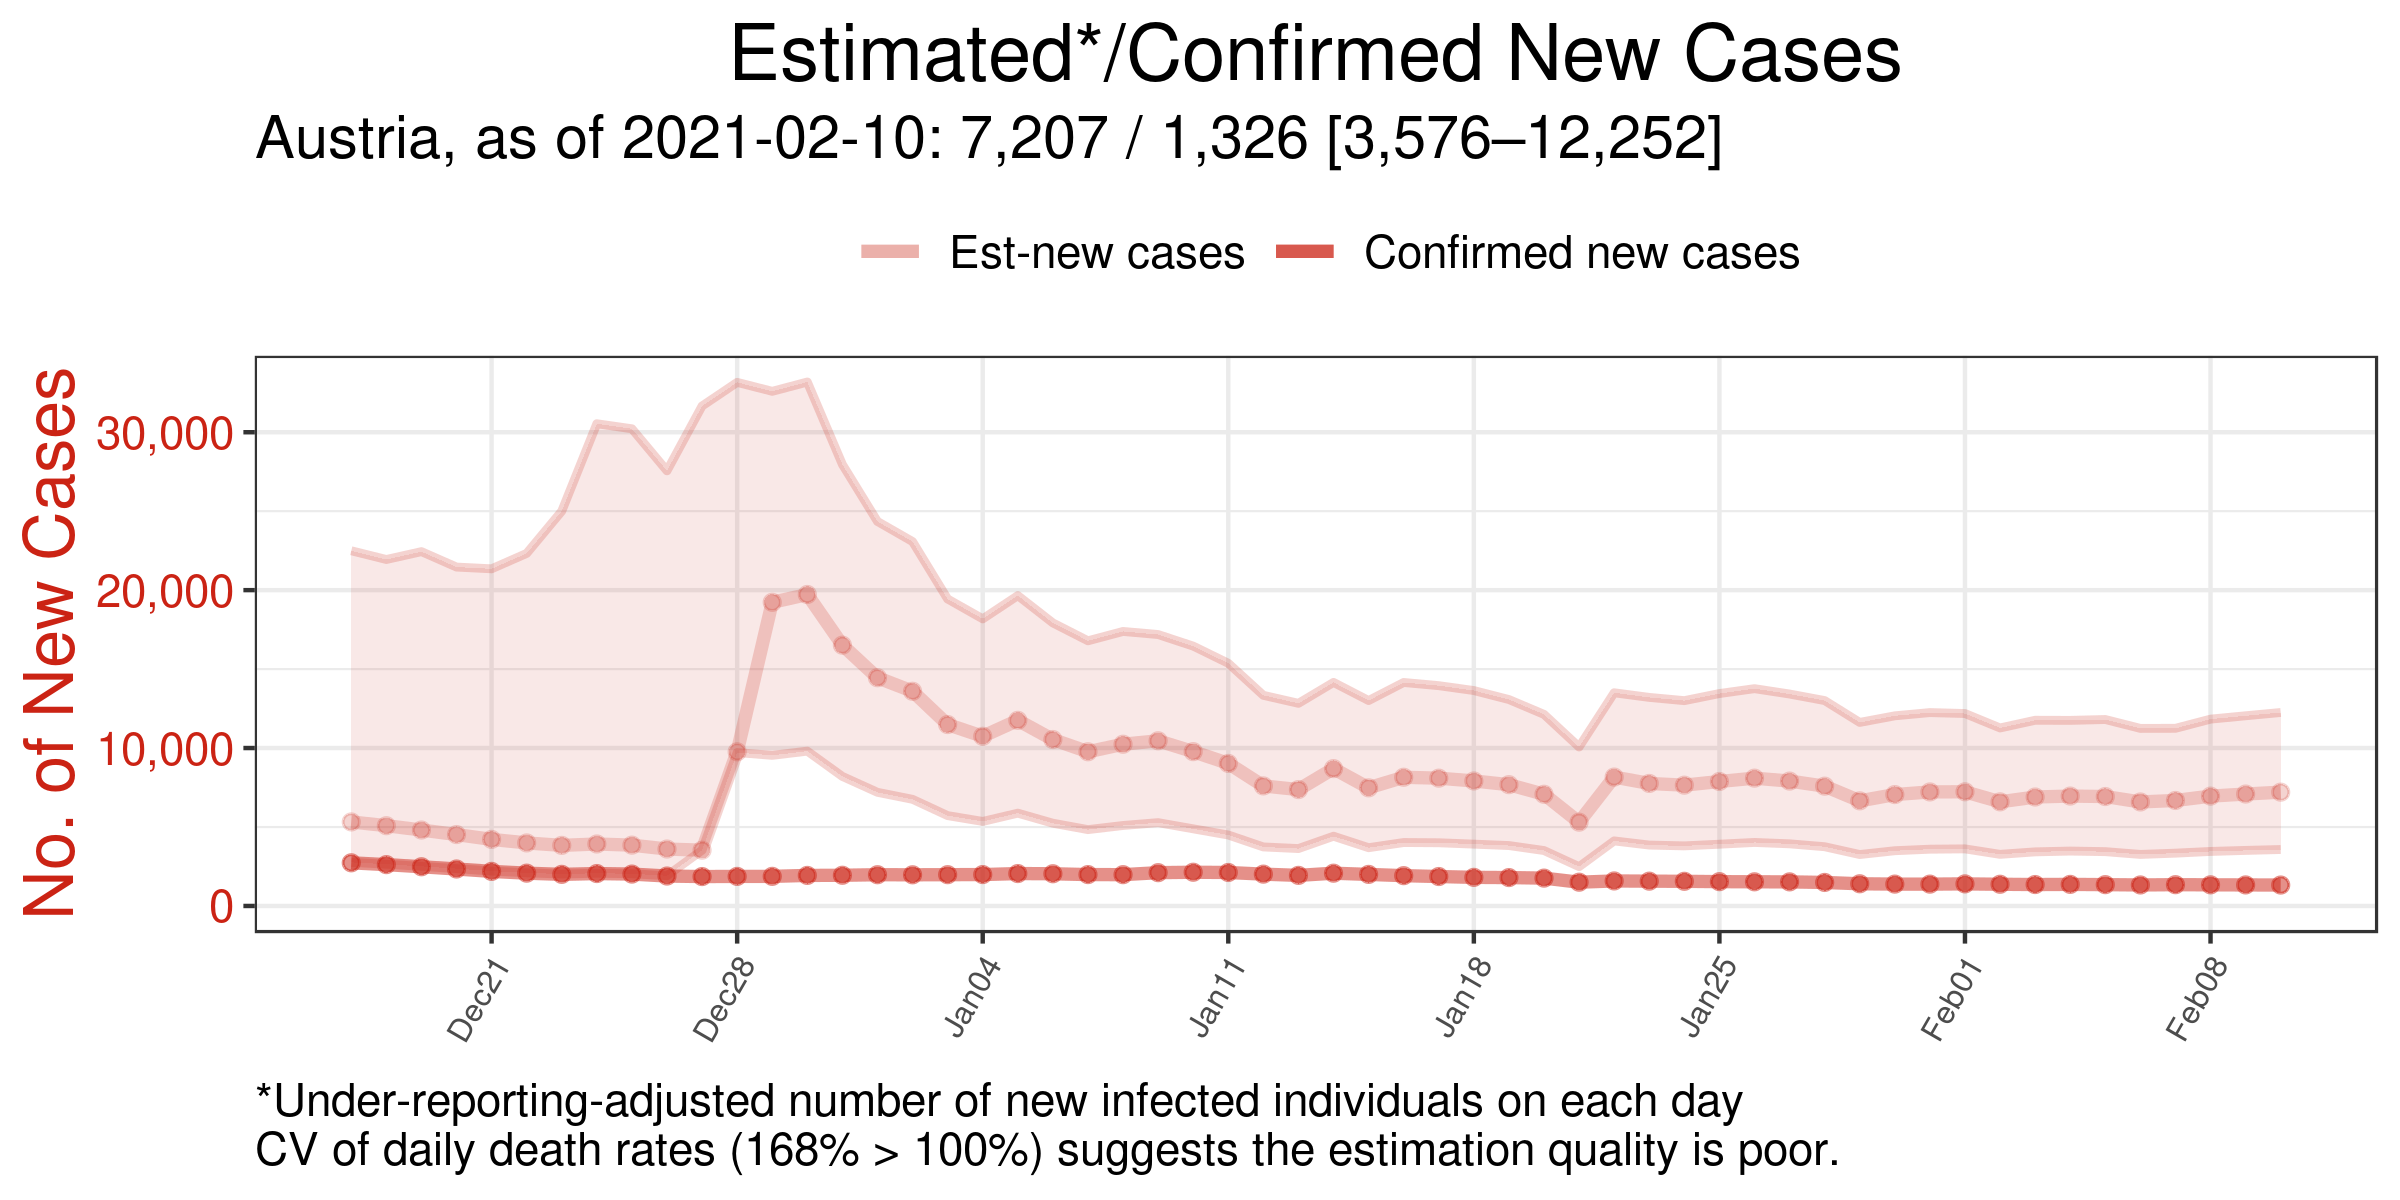 Estimated*/Confirmed New Cases
Austria, as of 2021-02-10: 7,207 / 1,326 [3,576–12,252]
Est-new cases
Confirmed new cases
No. of New Cases
30,000
20,000
10,000
0
Dec21
Dec28
Jan04
Jan11
Jan18
Jan25
Feb01
Feb08
*Under-reporting-adjusted number of new infected individuals on each day
CV of daily death rates (168% > 100%) suggests the estimation quality is poor.